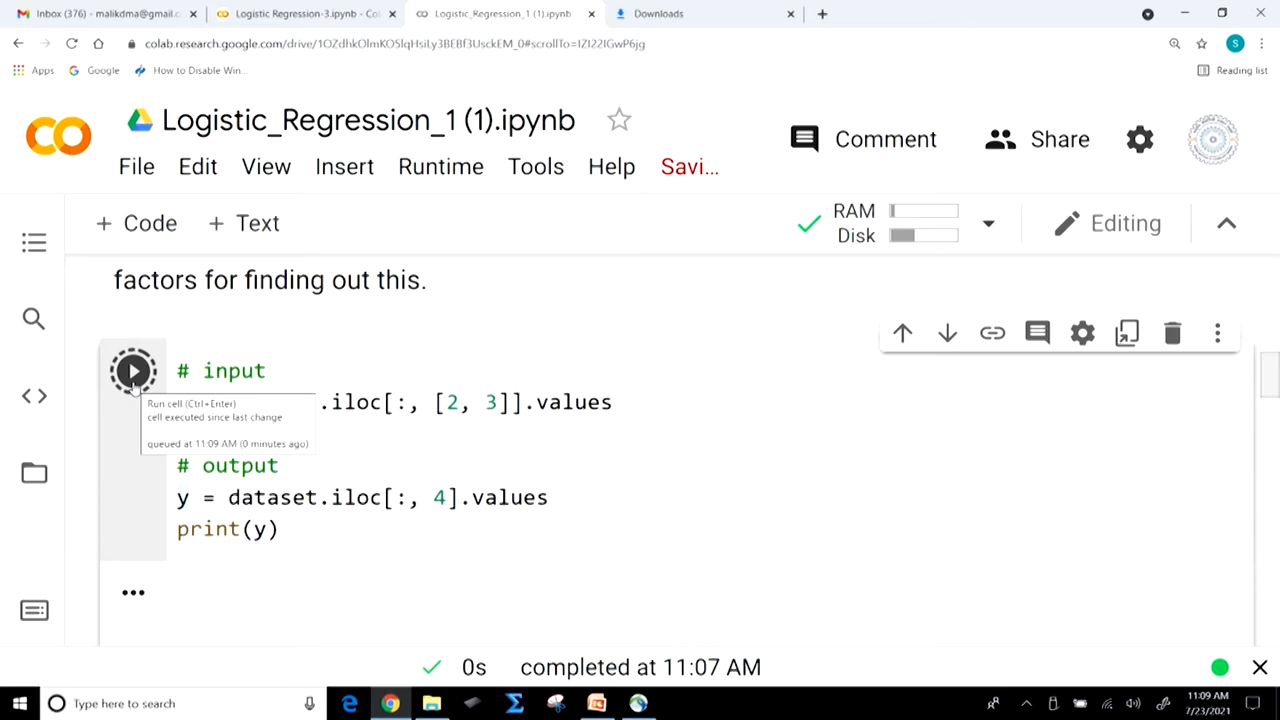 Inbox (376) - malikdma@gmail.c
Logistic Regression-3.ipynb - Col
Logistic_Regression_1 (1).ipynb
Downloads
colab.research.google.com/drive/1OZdhkOlmKO5lqHsiLy3BEBf3UsckEM_0#scrollTo=IZI22IGwP6jg
S
Apps
Google
How to Disable Win...
Reading list
Logistic_Regression_1 (1).ipynb
Comment
Share
File Edit View Insert Runtime Tools Help Savi...
+ Code + Text
RAM
Disk
Editing
factors for finding out this.
# input
.iloc[:, [2, 3]].values
Run cell (Ctrl+Enter)
cell executed since last change
queued at 11:09 AM (0 minutes ago)
# output
y = dataset.iloc[:, 4].values
print(y)
0s completed at 11:07 AM
Type here to search
11:09 AM
7/23/2021